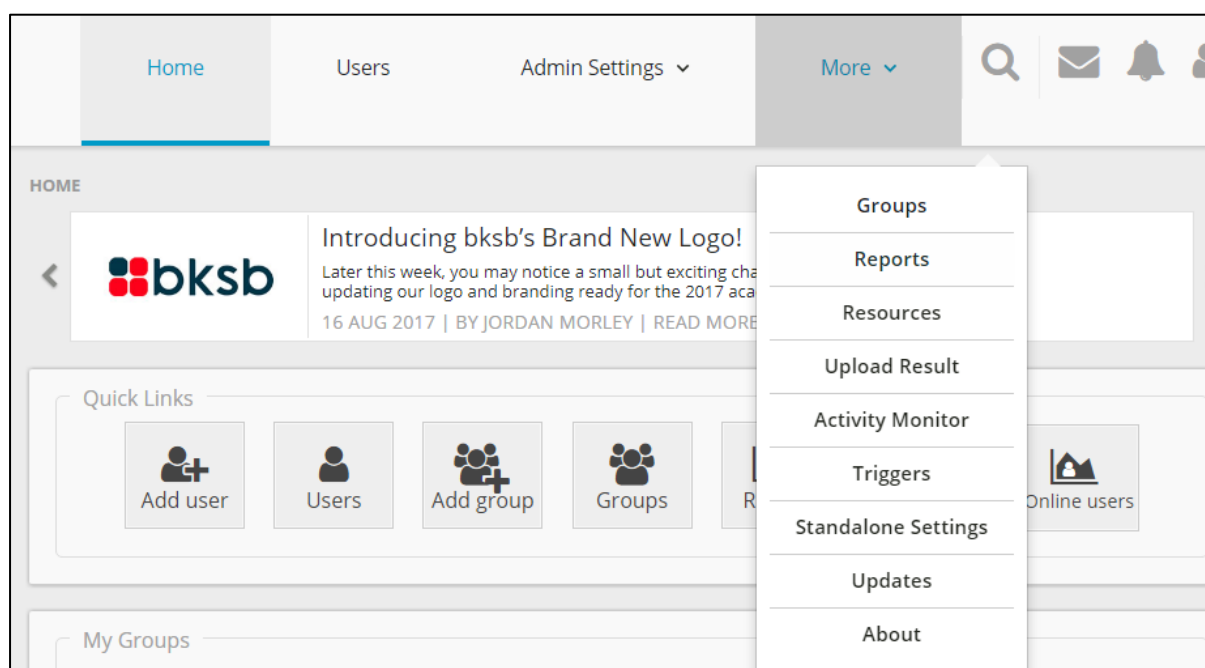 Home Users Admin Settings More
HOME
bksb
Introducing bksb's Brand New Logo!
Later this week, you may notice a small but exciting cha
updating our logo and branding ready for the 2017 aca
16 AUG 2017 | BY JORDAN MORLEY | READ MORE
Groups
Reports
Resources
Upload Result
Activity Monitor
Triggers
Standalone Settings
Updates
About
Quick Links
Add user
Users
Add group
Groups
R
Online users
My Groups